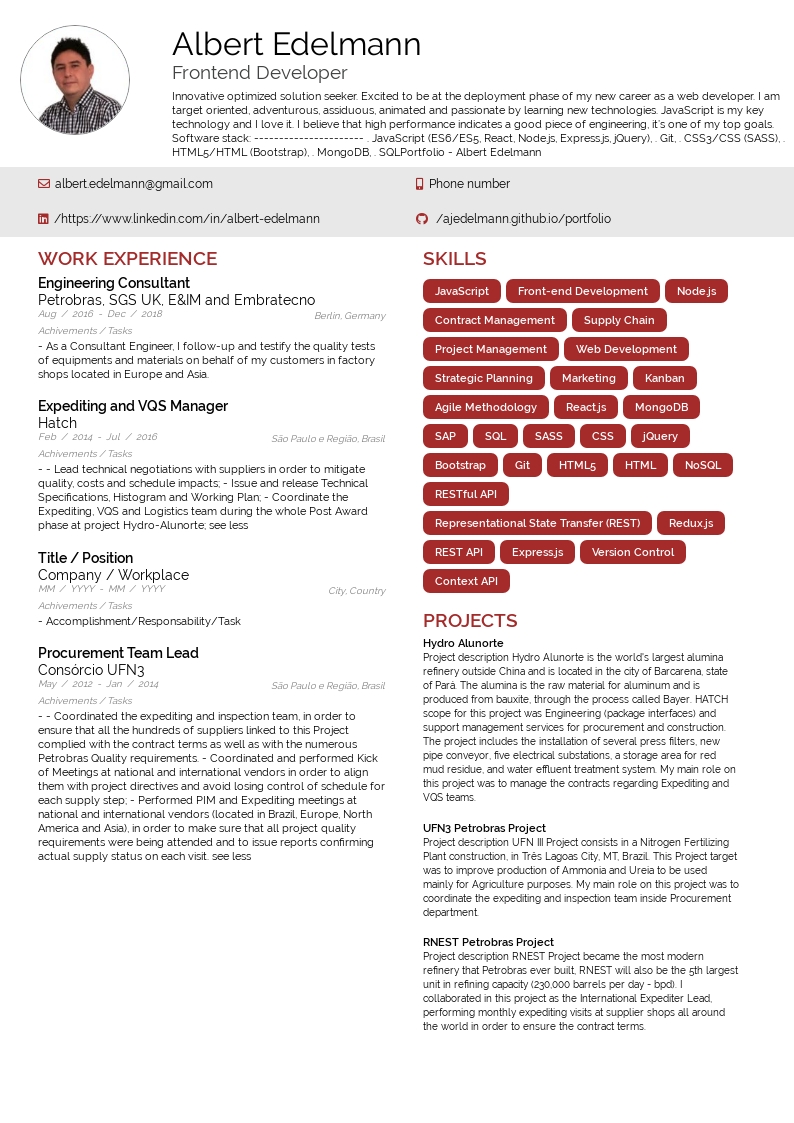 Albert Edelmann
Frontend Developer
Innovative optimized solution seeker. Excited to be at the deployment phase of my new career as a web developer. I am
target oriented, adventurous, assiduous, animated and passionate by learning new technologies. JavaScript is my key
technology and I love it. I believe that high performance indicates a good piece of engineering, it's one of my top goals.
Software stack: ---------------------- . JavaScript (ES6/ES5, React, Node.js, Express.js, jQuery), . Git, . CSS3/CSS (SASS), .
HTML5/HTML (Bootstrap), . MongoDB, . SQLPortfolio - Albert Edelmann
albert.edelmann@gmail.com
Phone number
/https://www.linkedin.com/in/albert-edelmann
/ajedelmann.github.io/portfolio
WORK EXPERIENCE
Engineering Consultant
Petrobras, SGS UK, E&IM and Embratecno
Aug / 2016 - Dec / 2018
Berlin, Germany
Achivements / Tasks
- As a Consultant Engineer, I follow-up and testify the quality tests
of equipments and materials on behalf of my customers in factory
shops located in Europe and Asia.
Expediting and VQS Manager
Hatch
Feb / 2014 - Jul / 2016
São Paulo e Região, Brasil
Achivements / Tasks
- - Lead technical negotiations with suppliers in order to mitigate
quality, costs and schedule impacts; - Issue and release Technical
Specifications, Histogram and Working Plan; - Coordinate the
Expediting, VQS and Logistics team during the whole Post Award
phase at project Hydro-Alunorte; see less
Title / Position
Company / Workplace
MM / YYYY - MM / YYYY
City, Country
Achivements / Tasks
- Accomplishment/Responsability/Task
Procurement Team Lead
Consórcio UFN3
May / 2012 - Jan / 2014
São Paulo e Região, Brasil
Achivements / Tasks
- - Coordinated the expediting and inspection team, in order to
ensure that all the hundreds of suppliers linked to this Project
complied with the contract terms as well as with the numerous
Petrobras Quality requirements. - Coordinated and performed Kick
of Meetings at national and international vendors in order to align
them with project directives and avoid losing control of schedule for
each supply step; - Performed PIM and Expediting meetings at
national and international vendors (located in Brazil, Europe, North
America and Asia), in order to make sure that all project quality
requirements were being attended and to issue reports confirming
actual supply status on each visit. see less
SKILLS
JavaScript Front-end Development Node.js
Contract Management Supply Chain
Project Management Web Development
Strategic Planning Marketing Kanban
Agile Methodology React.js MongoDB
SAP SQL SASS CSS jQuery
Bootstrap Git HTML5 HTML NoSQL
RESTful API
Representational State Transfer (REST) Redux.js
REST API Express.js Version Control
Context API
PROJECTS
Hydro Alunorte
Project description Hydro Alunorte is the world's largest alumina
refinery outside China and is located in the city of Barcarena, state
of Pará. The alumina is the raw material for aluminum and is
produced from bauxite, through the process called Bayer. HATCH
scope for this project was Engineering (package interfaces) and
support management services for procurement and construction.
The project includes the installation of several press filters, new
pipe conveyor, five electrical substations, a storage area for red
mud residue, and water effluent treatment system. My main role on
this project was to manage the contracts regarding Expediting and
VQS teams.
UFN3 Petrobras Project
Project description UFN III Project consists in a Nitrogen Fertilizing
Plant construction, in Três Lagoas City, MT, Brazil. This Project target
was to improve production of Ammonia and Ureia to be used
mainly for Agriculture purposes. My main role on this project was to
coordinate the expediting and inspection team inside Procurement
department.
RNEST Petrobras Project
Project description RNEST Project became the most modern
refinery that Petrobras ever built, RNEST will also be the 5th largest
unit in refining capacity (230,000 barrels per day - bpd). I
collaborated in this project as the International Expediter Lead,
performing monthly expediting visits at supplier shops all around
the world in order to ensure the contract terms.